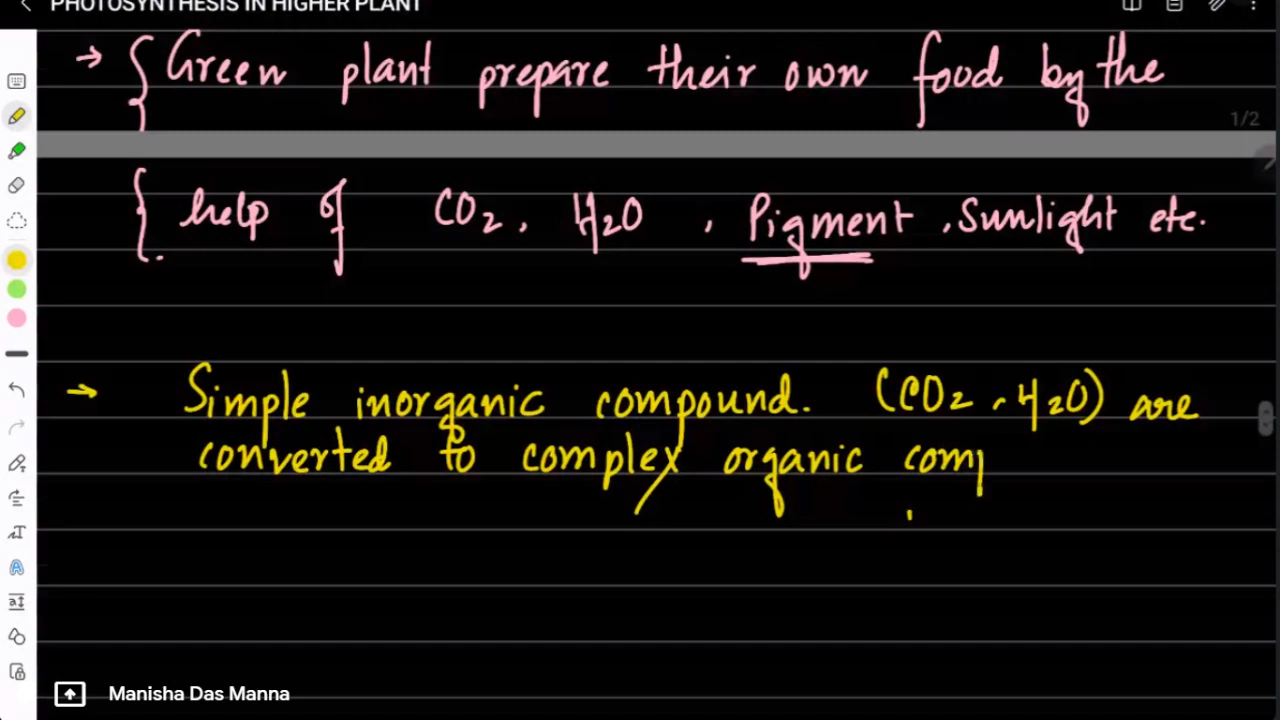 PHOTOSYNTHESIS IN HIGHER PLANT
→ { Green plant prepare their own food by the
1/2
{ help of CO2, H2O, Pigment, Sunlight etc.
→ Simple inorganic compound. (CO2, H2O) are
converted to complex organic comp
Manisha Das Manna